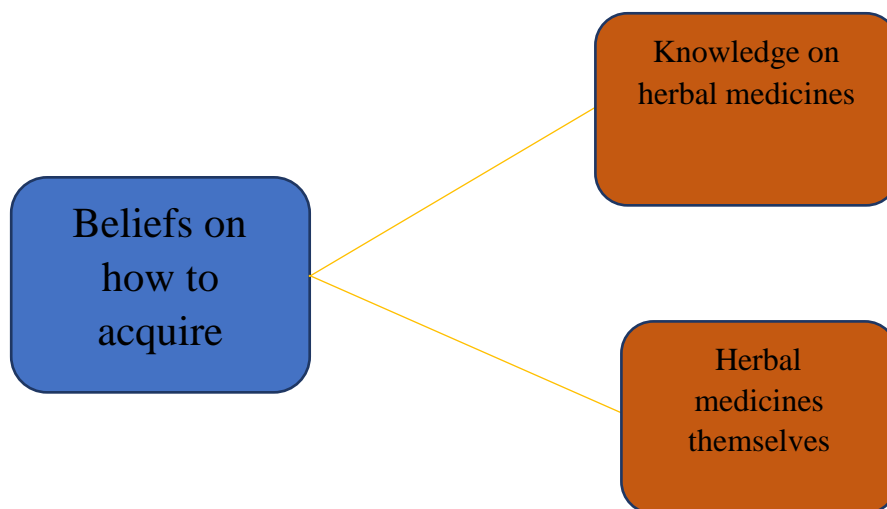 Beliefs on
how to
acquire
Knowledge on
herbal medicines
Herbal
medicines
themselves